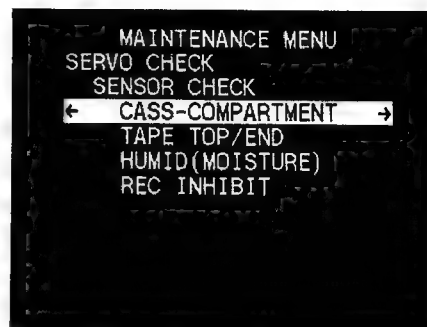 MAINTENANCE MENU
SERVO CHECK
SENSOR CHECK
← CASS-COMPARTMENT →
TAPE TOP/END
HUMID(MOISTURE)
REC INHIBIT